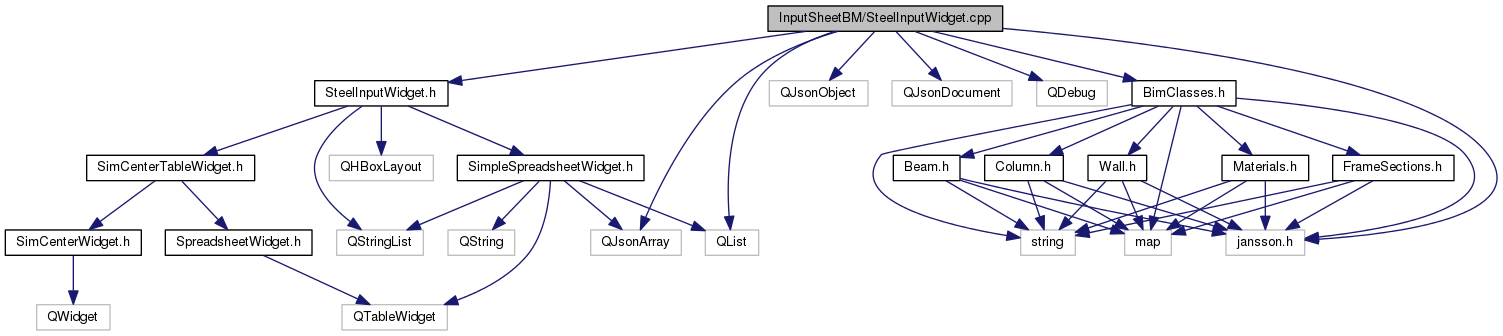 InputSheetBM/SteelInputWidget.cpp
SteelInputWidget.h
QJsonObject
QJsonDocument
QDebug
BimClasses.h
SimCenterTableWidget.h
QHBoxLayout
SimpleSpreadsheetWidget.h
Beam.h
Column.h
Wall.h
Materials.h
FrameSections.h
SimCenterWidget.h
SpreadsheetWidget.h
QStringList
QString
QJsonArray
QList
string
map
jansson.h
QWidget
QTableWidget